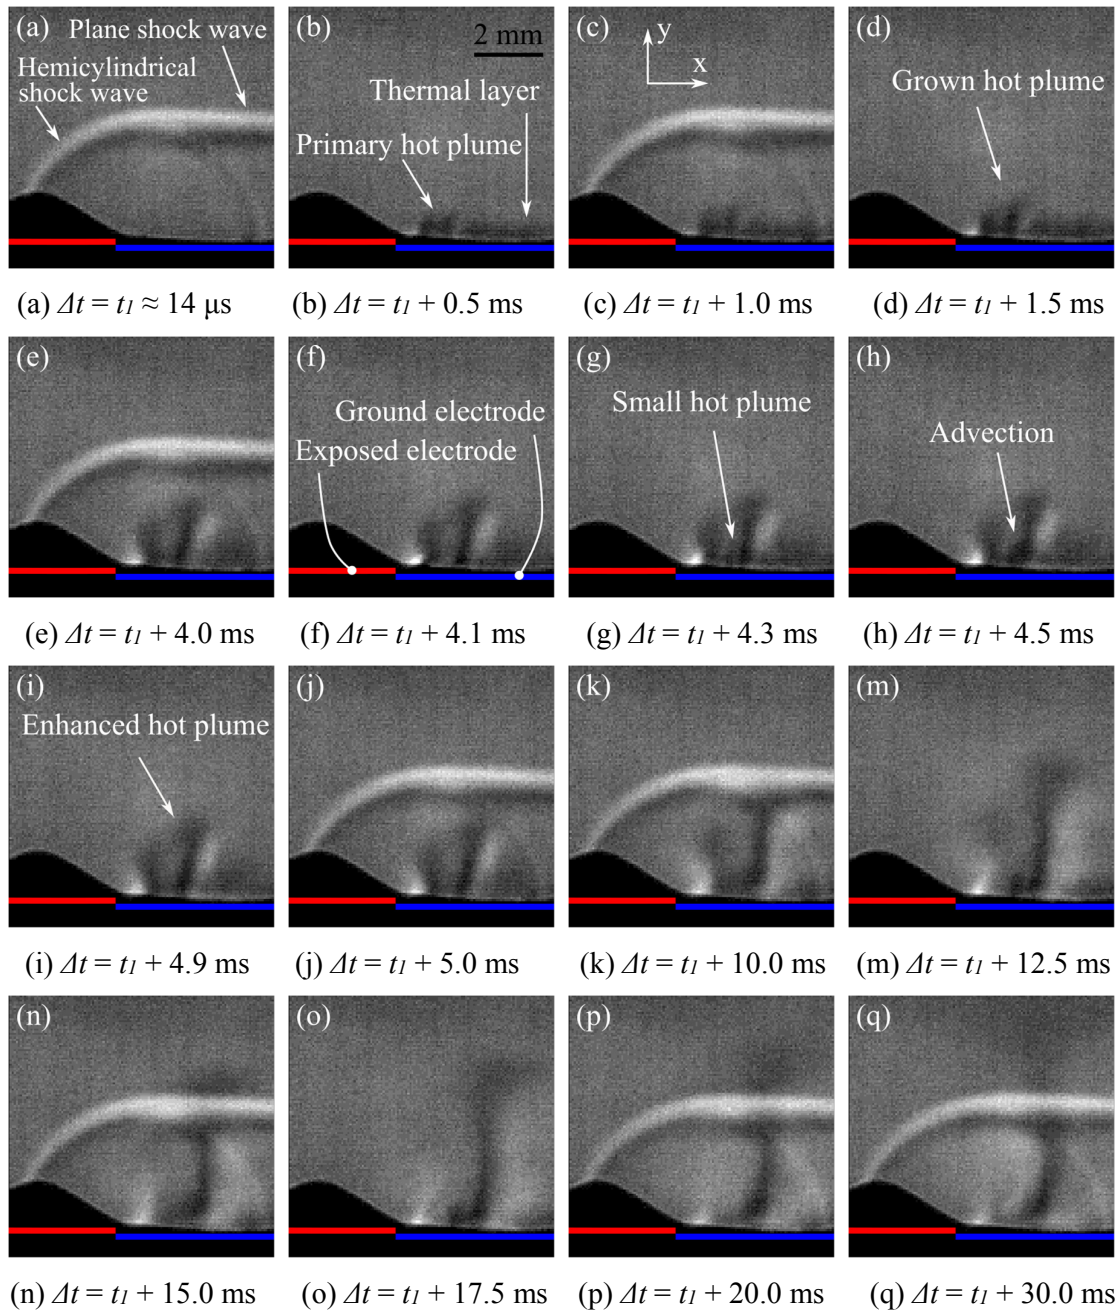 (a)
Plane shock wave
Hemicylindrical
shock wave
(b)
2 mm
Thermal layer
Primary hot plume
(c)
y
x
(d)
Grown hot plume
(a) Δt = t1 ≈ 14 μs
(b) Δt = t1 + 0.5 ms
(c) Δt = t1 + 1.0 ms
(d) Δt = t1 + 1.5 ms
(e)
(f)
Ground electrode
Exposed electrode
(g)
Small hot plume
(h)
Advection
(e) Δt = t1 + 4.0 ms
(f) Δt = t1 + 4.1 ms
(g) Δt = t1 + 4.3 ms
(h) Δt = t1 + 4.5 ms
(i)
Enhanced hot plume
(j)
(k)
(m)
(i) Δt = t1 + 4.9 ms
(j) Δt = t1 + 5.0 ms
(k) Δt = t1 + 10.0 ms
(m) Δt = t1 + 12.5 ms
(n)
(o)
(p)
(q)
(n) Δt = t1 + 15.0 ms
(o) Δt = t1 + 17.5 ms
(p) Δt = t1 + 20.0 ms
(q) Δt = t1 + 30.0 ms